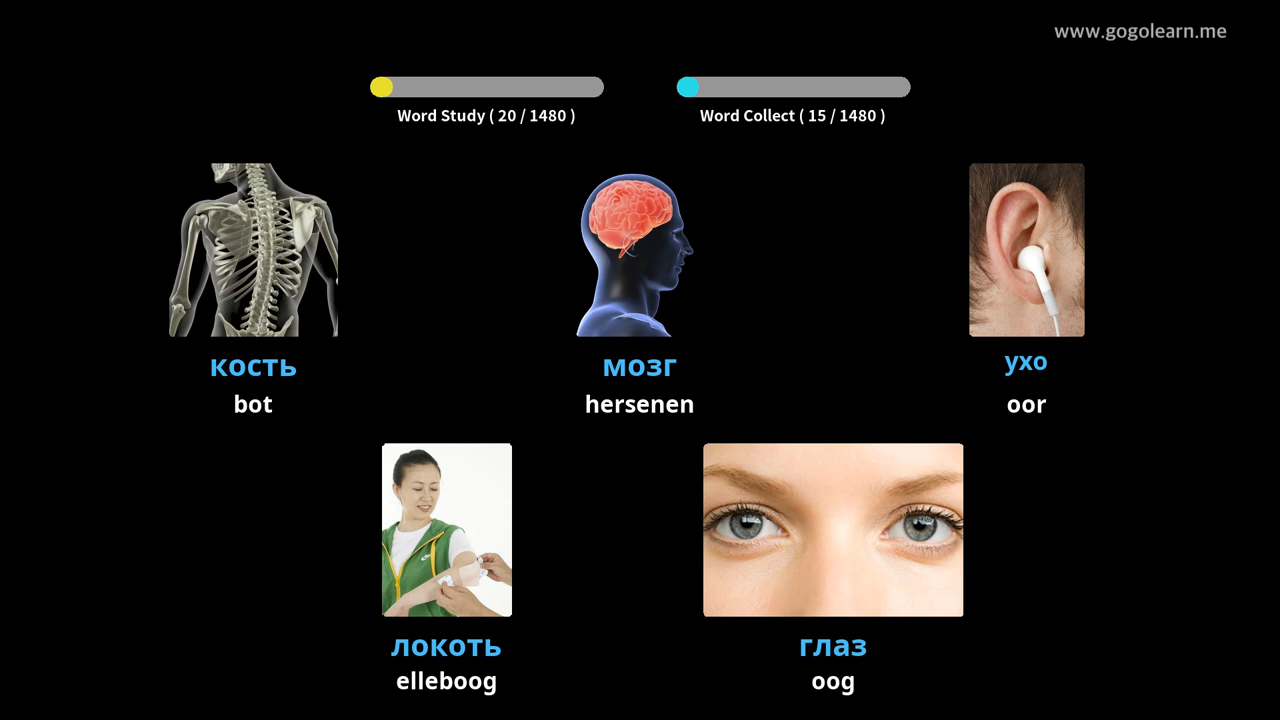 www.gogolearn.me
Word Study ( 20 / 1480 )
Word Collect ( 15 / 1480 )
кость
мозг
ухо
bot
hersenen
oor
локоть
глаз
elleboog
oog